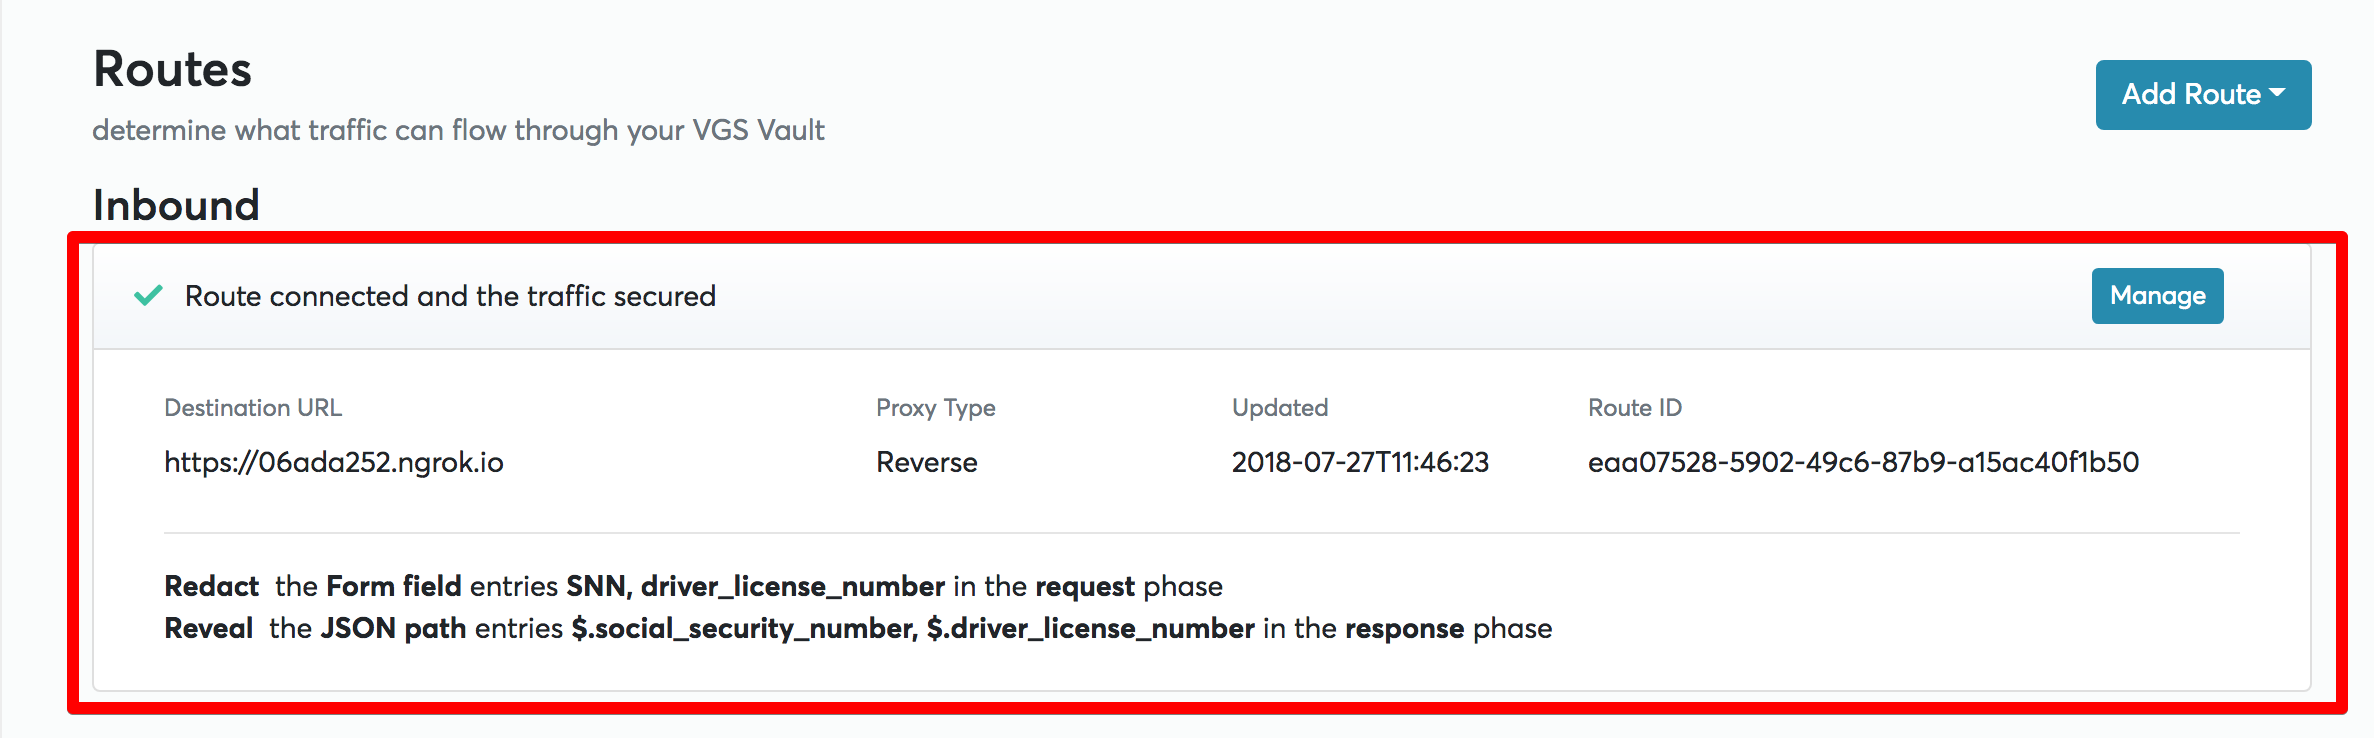 Routes
Add Route
determine what traffic can flow through your VGS Vault
Inbound
Route connected and the traffic secured
Manage
Destination URL
Proxy Type
Updated
Route ID
https://06ada252.ngrok.io
Reverse
2018-07-27T11:46:23
eaa07528-5902-49c6-87b9-a15ac40f1b50
Redact the Form field entries SNN, driver_license_number in the request phase
Reveal the JSON path entries $.social_security_number, $.driver_license_number in the response phase